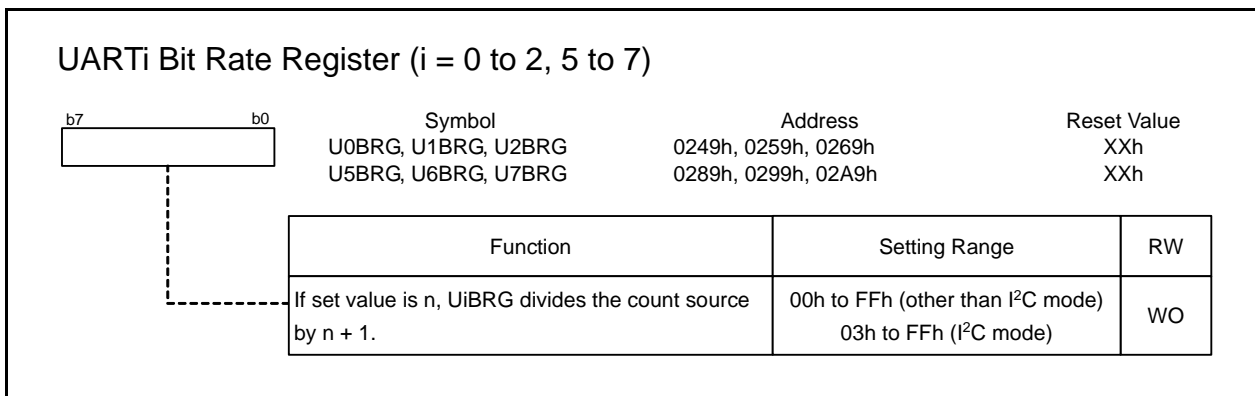 UARTi Bit Rate Register (i = 0 to 2, 5 to 7)
b7 b0 Symbol Address Reset Value
U0BRG, U1BRG, U2BRG 0249h, 0259h, 0269h XXh
U5BRG, U6BRG, U7BRG 0289h, 0299h, 02A9h XXh
Function Setting Range RW
If set value is n, UiBRG divides the count source 00h to FFh (other than I²C mode) WO
by n + 1. 03h to FFh (I²C mode)